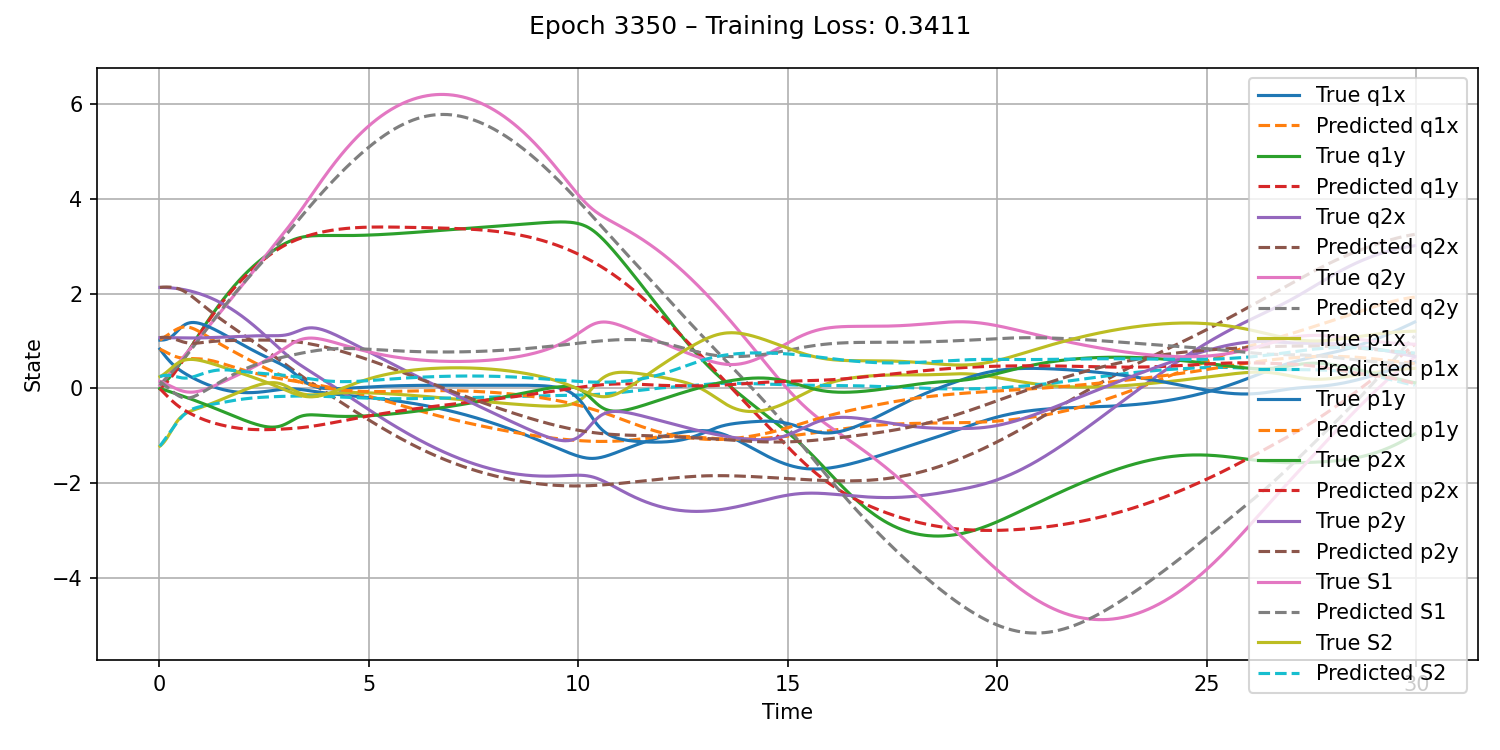 Epoch 3350 – Training Loss: 0.3411
State
6
4
2
0
−2
−4
True q1x
Predicted q1x
True q1y
Predicted q1y
True q2x
Predicted q2x
True q2y
Predicted q2y
True p1x
Predicted p1x
True p1y
Predicted p1y
True p2x
Predicted p2x
True p2y
Predicted p2y
True S1
Predicted S1
True S2
Predicted S2
0
5
10
15
20
25
30
Time